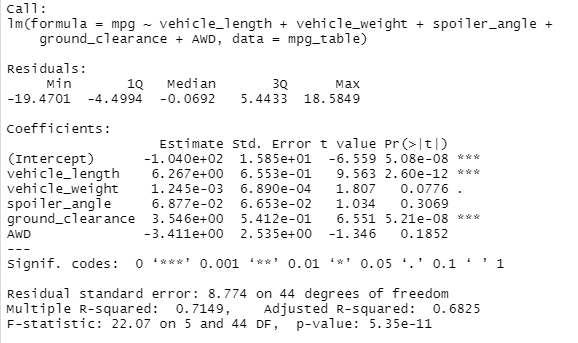 Call:
lm(formula = mpg ~ vehicle_length + vehicle_weight + spoiler_angle +
    ground_clearance + AWD, data = mpg_table)

Residuals:
     Min       1Q   Median       3Q      Max
-19.4701  -4.4994  -0.0692   5.4433  18.5849

Coefficients:
                   Estimate Std. Error t value Pr(>|t|)
(Intercept)      -1.040e+02  1.585e+01  -6.559 5.08e-08 ***
vehicle_length    6.267e+00  6.553e-01   9.563 2.60e-12 ***
vehicle_weight    1.245e-03  6.890e-04   1.807   0.0776 .
spoiler_angle     6.877e-02  6.653e-02   1.034   0.3069
ground_clearance  3.546e+00  5.412e-01   6.551 5.21e-08 ***
AWD              -3.411e+00  2.535e+00  -1.346   0.1852
---
Signif. codes:  0 ‘***’ 0.001 ‘**’ 0.01 ‘*’ 0.05 ‘.’ 0.1 ‘ ’ 1

Residual standard error: 8.774 on 44 degrees of freedom
Multiple R-squared:  0.7149,    Adjusted R-squared:  0.6825
F-statistic: 22.07 on 5 and 44 DF,  p-value: 5.35e-11